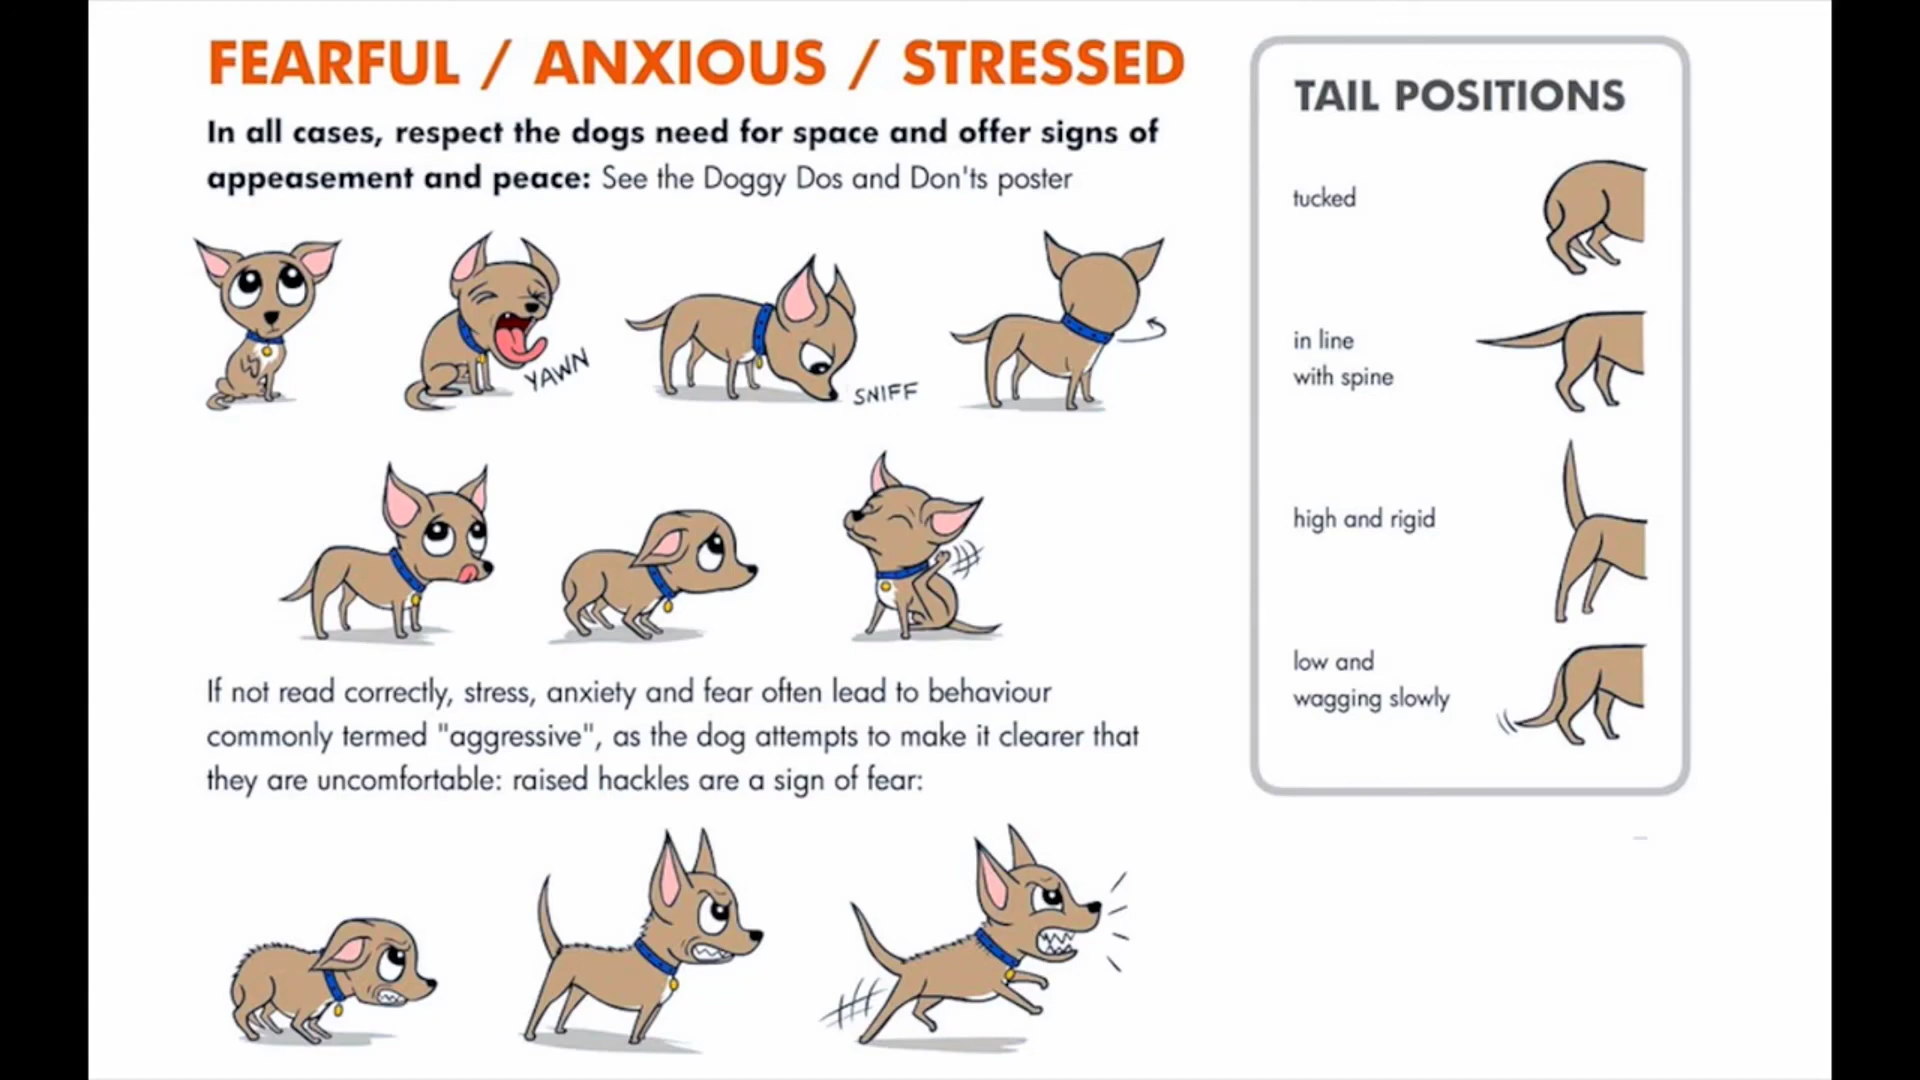 FEARFUL / ANXIOUS / STRESSED
In all cases, respect the dogs need for space and offer signs of
appeasement and peace: See the Doggy Dos and Don'ts poster
YAWN
SNIFF
If not read correctly, stress, anxiety and fear often lead to behaviour
commonly termed "aggressive", as the dog attempts to make it clearer that
they are uncomfortable: raised hackles are a sign of fear:
TAIL POSITIONS
tucked
in line
with spine
high and rigid
low and
wagging slowly